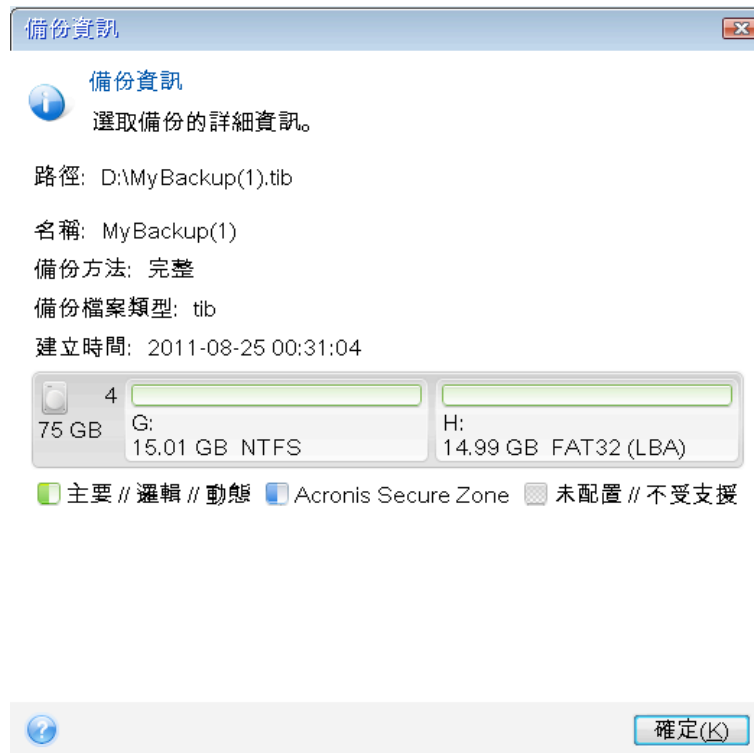 備份資訊
備份資訊
選取備份的詳細資訊。
路徑: D:\MyBackup(1).tib
名稱: MyBackup(1)
備份方法: 完整
備份檔案類型: tib
建立時間: 2011-08-25 00:31:04
4
75 GB
G:
15.01 GB NTFS
H:
14.99 GB FAT32 (LBA)
主要 // 邏輯 // 動態 Acronis Secure Zone 未配置 // 不受支援
確定(K)